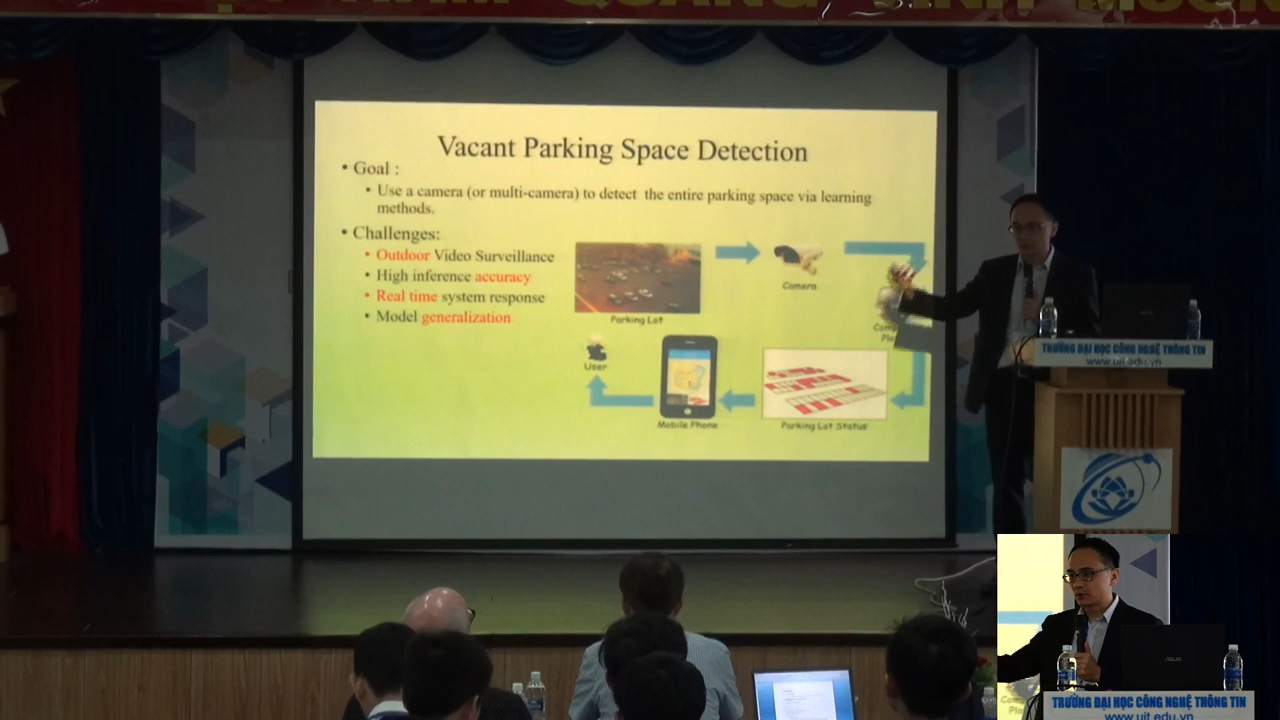 Vacant Parking Space Detection
• Goal :
• Use a camera (or multi-camera) to detect the entire parking space via learning
methods.
• Challenges:
• Outdoor Video Surveillance
• High inference accuracy
• Real time system response
• Model generalization
Parking Lot
Camera
User
Mobile Phone
Parking Lot Status
TRƯỜNG ĐẠI HỌC CÔNG NGHỆ THÔNG TIN
www.uit.edu.vn
ASUS
TRƯỜNG ĐẠI HỌC CÔNG NGHỆ THÔNG TIN
www.uit.edu.vn